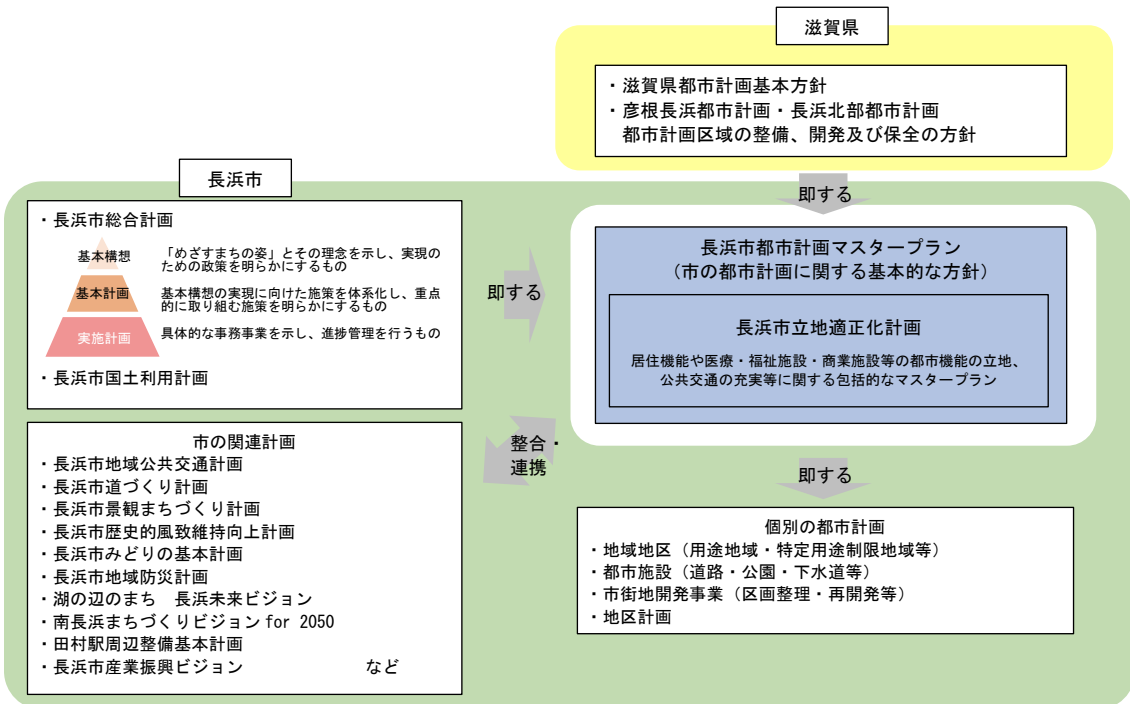 滋賀県
・滋賀県都市計画基本方針
・彦根長浜都市計画・長浜北部都市計画
都市計画区域の整備、開発及び保全の方針
即する
長浜市
・長浜市総合計画
基本構想
「めざすまちの姿」とその理念を示し、実現の
ための政策を明らかにするもの
基本計画
基本構想の実現に向けた施策を体系化し、重点
的に取り組む施策を明らかにするもの
実施計画
具体的な事務事業を示し、進捗管理を行うもの
・長浜市国土利用計画
即する
長浜市都市計画マスタープラン
（市の都市計画に関する基本的な方針）
長浜市立地適正化計画
居住機能や医療・福祉施設・商業施設等の都市機能の立地、
公共交通の充実等に関する包括的なマスタープラン
市の関連計画
・長浜市地域公共交通計画
・長浜市道づくり計画
・長浜市景観まちづくり計画
・長浜市歴史的風致維持向上計画
・長浜市みどりの基本計画
・長浜市地域防災計画
・湖の辺のまち　長浜未来ビジョン
・南長浜まちづくりビジョン for 2050
・田村駅周辺整備基本計画
・長浜市産業振興ビジョン　　　　　　　など
整合・
連携
即する
個別の都市計画
・地域地区（用途地域・特定用途制限地域等）
・都市施設（道路・公園・下水道等）
・市街地開発事業（区画整理・再開発等）
・地区計画